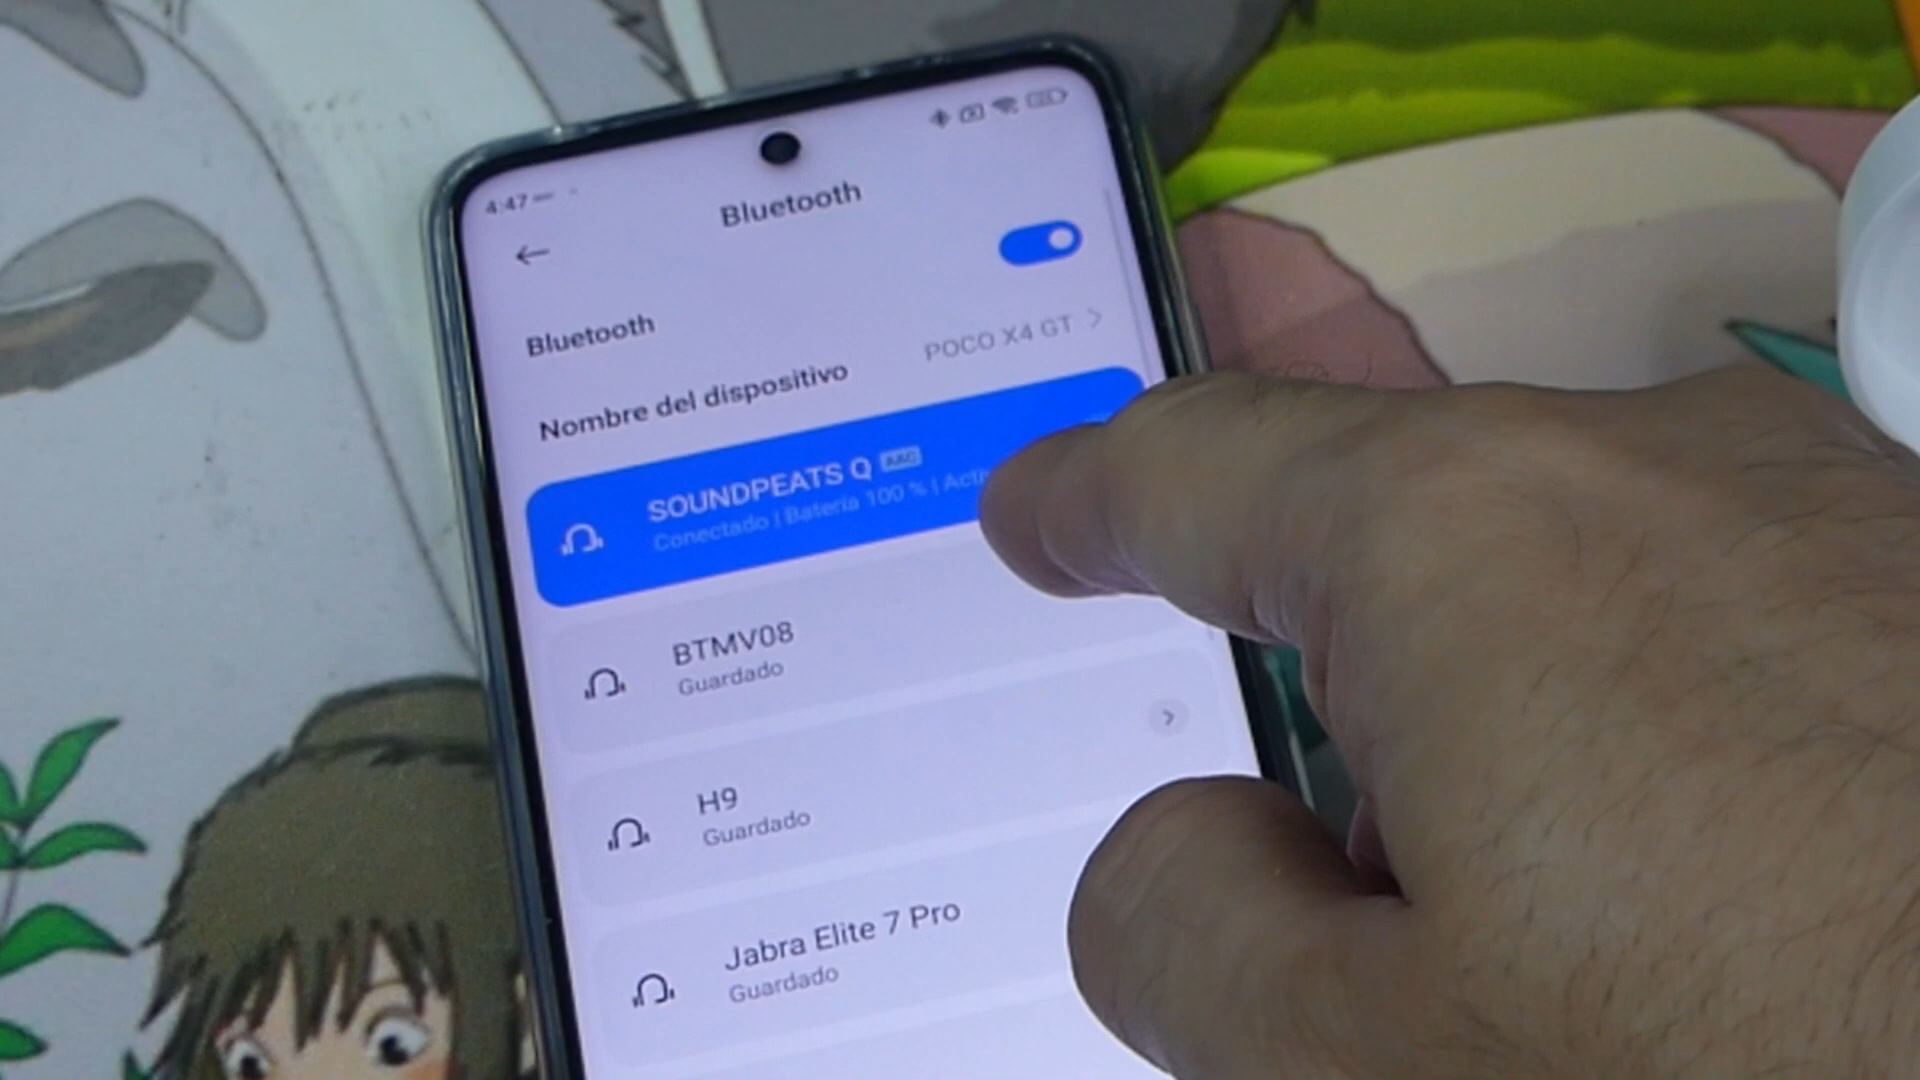 4:47
Bluetooth
Bluetooth
Nombre del dispositivo
POCO X4 GT
SOUNDPEATS Q AAC
Conectado | Batería 100 % |
BTMV08
Guardado
H9
Guardado
Jabra Elite 7 Pro
Guardado